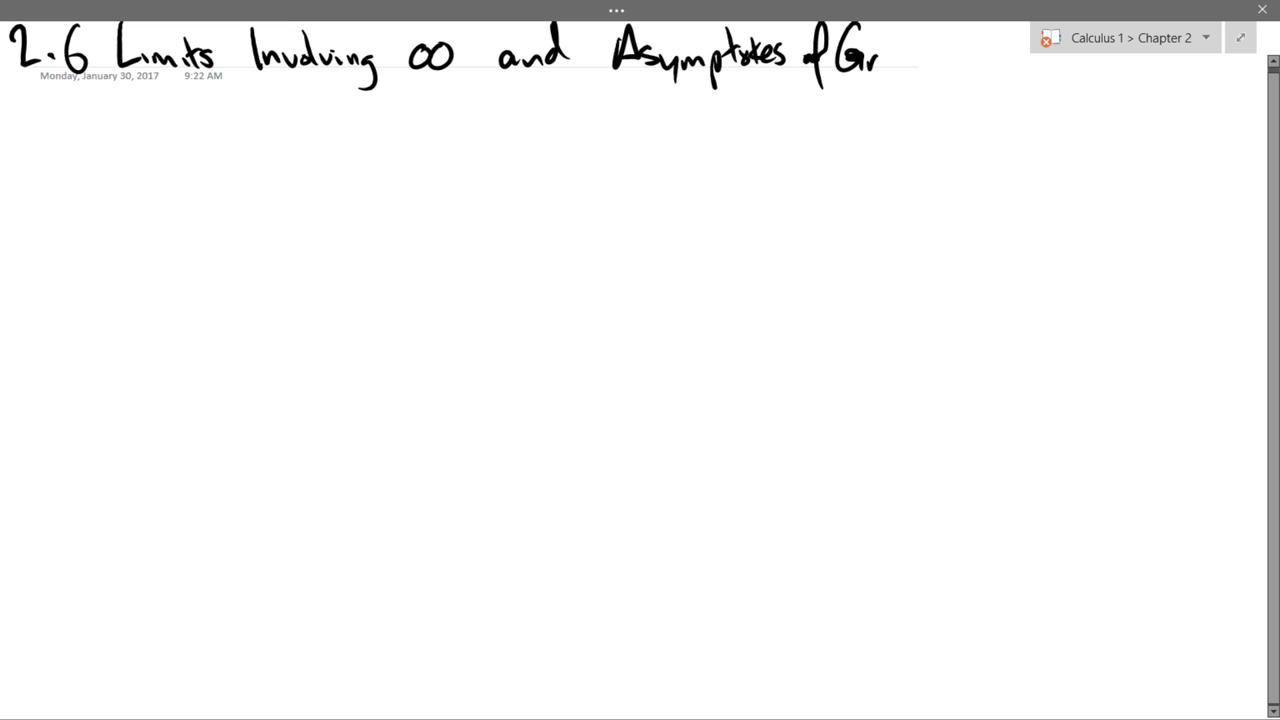 2.6 Limits Involving ∞ and Asymptotes of Gr
Monday, January 30, 2017 9:22 AM
Calculus 1 > Chapter 2